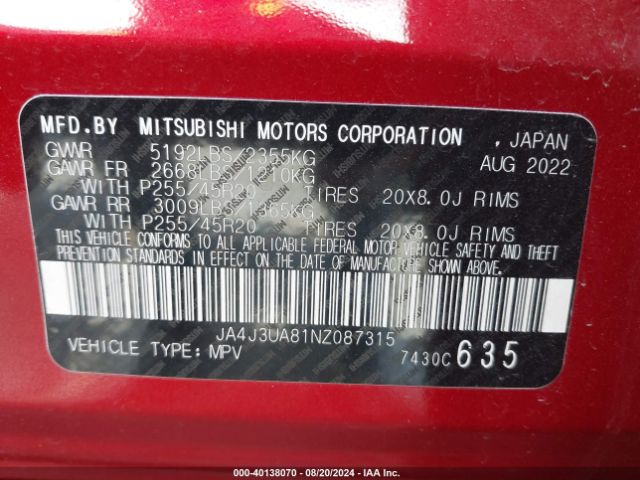 MFD.BY MITSUBISHI MOTORS CORPORATION , JAPAN
GVWR 5192LBS 2355KG AUG 2022
GAWR FR 2668LBS 1210KG
WITH P255/45R20 TIRES 20X8.0J RIMS
GAWR RR 3009LBS 1365KG
WITH P255/45R20 TIRES 20X8.0J RIMS
THIS VEHICLE CONFORMS TO ALL APPLICABLE FEDERAL MOTOR VEHICLE SAFETY AND THEFT
PREVENTION STANDARDS IN EFFECT ON THE DATE OF MANUFACTURE SHOWN ABOVE.
JA4J3UA81NZ087315
VEHICLE TYPE: MPV 7430C 635
000-40138070 - 08/20/2024 - IAA Inc.